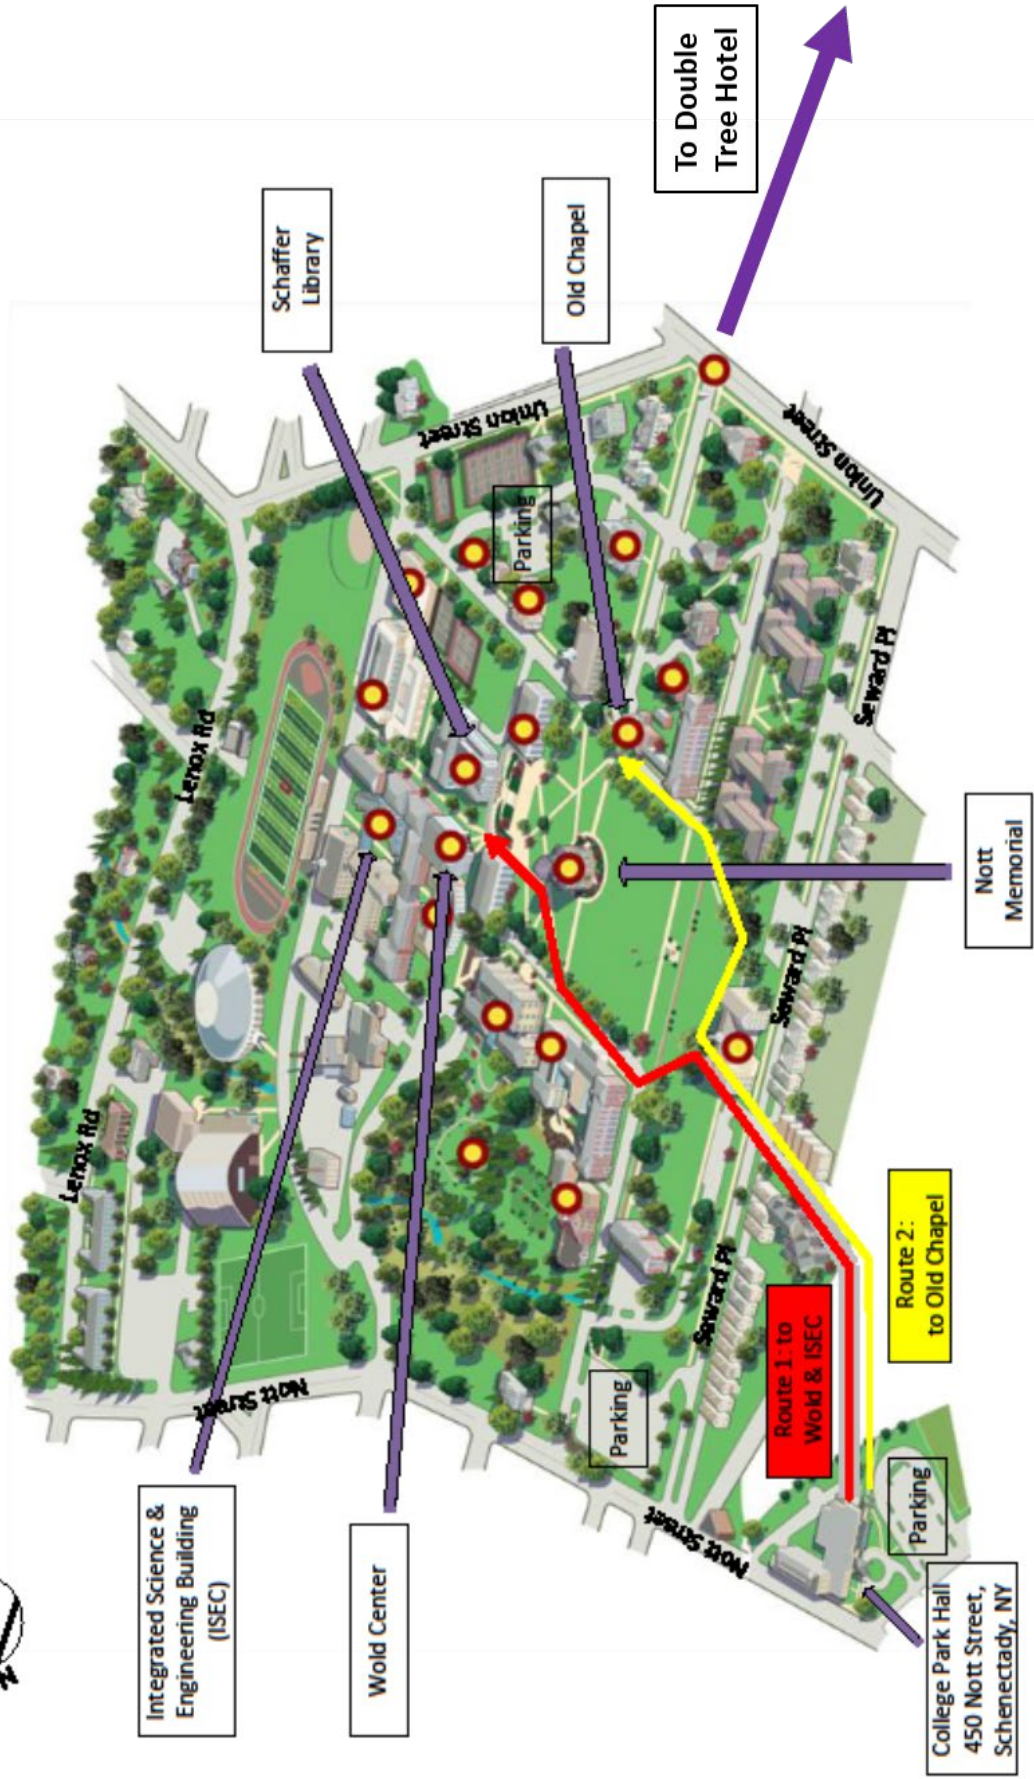 To Double
Tree Hotel
Schaffer
Library
Old Chapel
Union Street
Union Street
Parking
Lenox Rd
Seward Pl
Nott
Memorial
Seward Pl
Lenox Rd
Seward Pl
Route 2:
to Old Chapel
Route 1: to
Wold & ISEC
Nott Street
Parking
Nott Street
Parking
Integrated Science &
Engineering Building
(ISEC)
Wold Center
College Park Hall
450 Nott Street,
Schenectady, NY
N